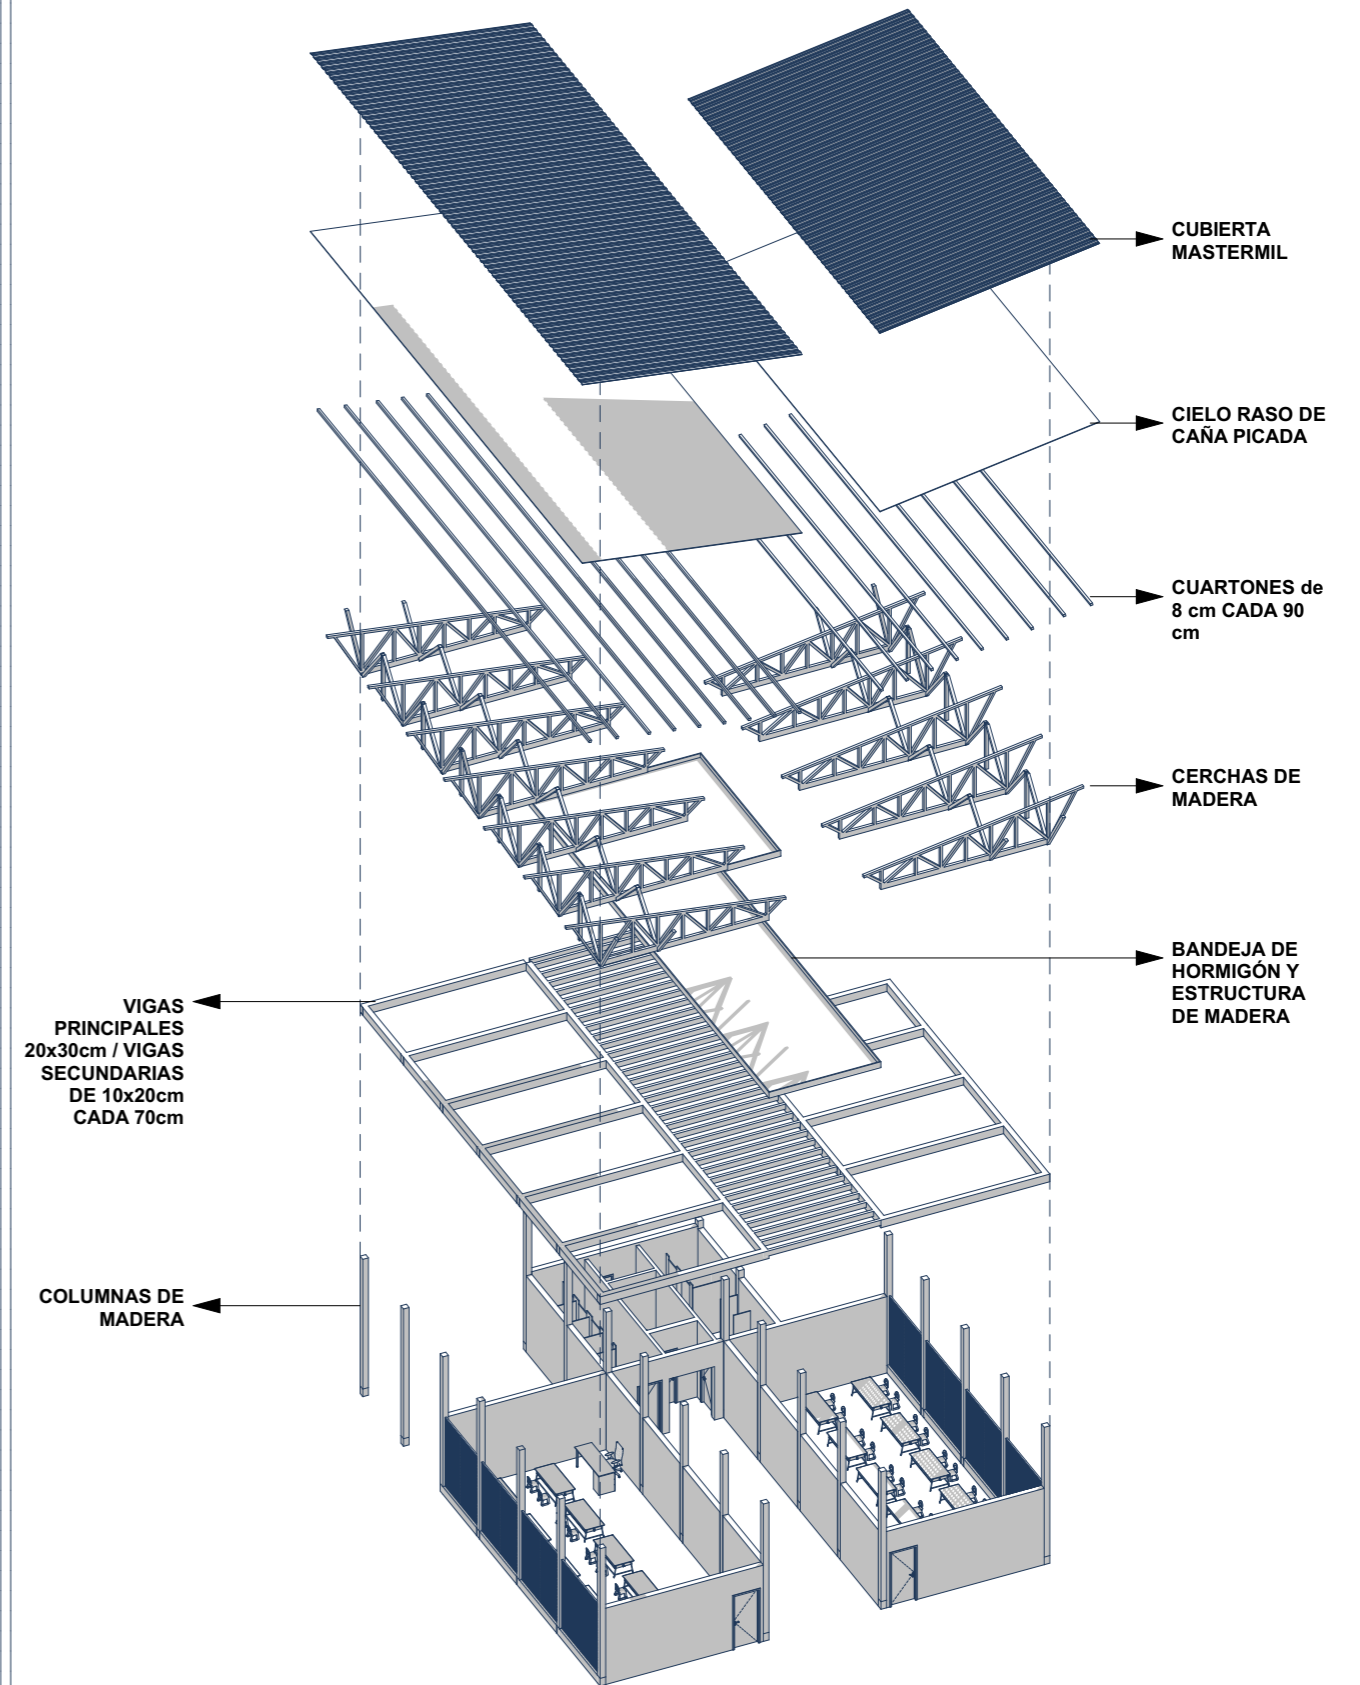 CUBIERTA
MASTERMIL
CIELO RASO DE
CAÑA PICADA
CUARTONES de
8 cm CADA 90
cm
CERCHAS DE
MADERA
BANDEJA DE
HORMIGÓN Y
ESTRUCTURA
DE MADERA
VIGAS
PRINCIPALES
20x30cm / VIGAS
SECUNDARIAS
DE 10x20cm
CADA 70cm
COLUMNAS DE
MADERA